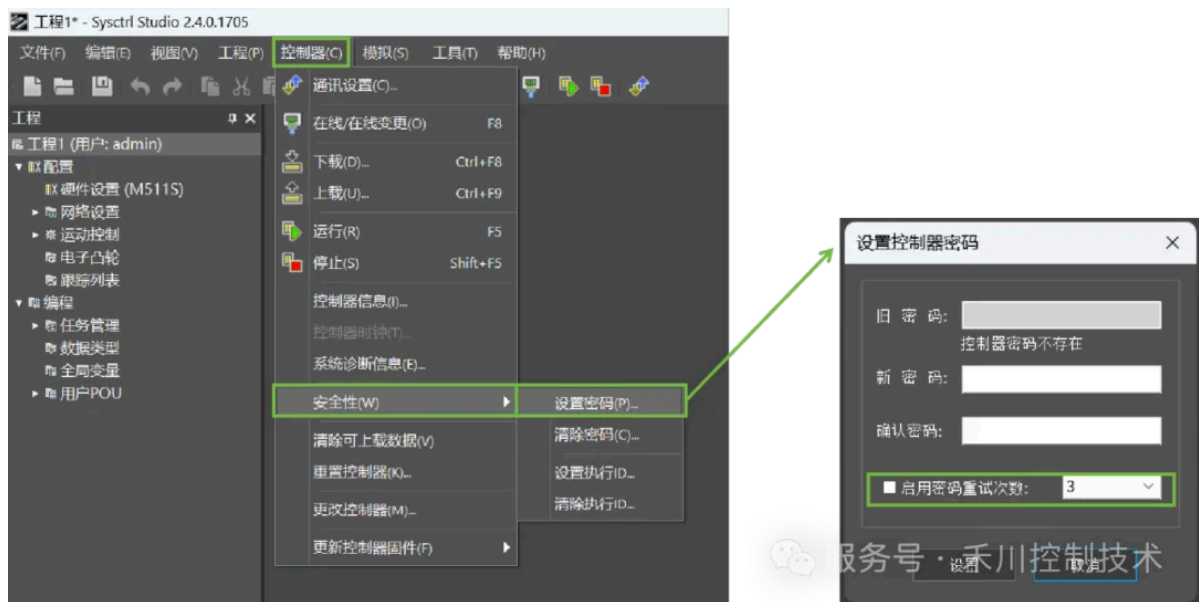 工程1* - Sysctrl Studio 2.4.0.1705
文件(F) 编辑(E) 视图(V) 工程(P) 控制器(C) 模拟(S) 工具(T) 帮助(H)
工程
工程1 (用户: admin)
配置
硬件设置 (M511S)
网络设置
运动控制
电子凸轮
跟踪列表
编程
任务管理
数据类型
全局变量
用户POU
通讯设置(C)...
在线/在线变更(O) F8
下载(D)... Ctrl+F8
上载(U)... Ctrl+F9
运行(R) F5
停止(S) Shift+F5
控制器信息(I)...
控制器时钟(T)...
系统诊断信息(E)...
安全性(W)
清除可上载数据(V)
重置控制器(K)...
更改控制器(M)...
更新控制器固件(F)
设置密码(P)...
清除密码(C)...
设置执行ID...
清除执行ID...
设置控制器密码
旧 密 码:
控制器密码不存在
新 密 码:
确认密码:
启用密码重试次数: 3
设置 取消
服务号 · 禾川控制技术